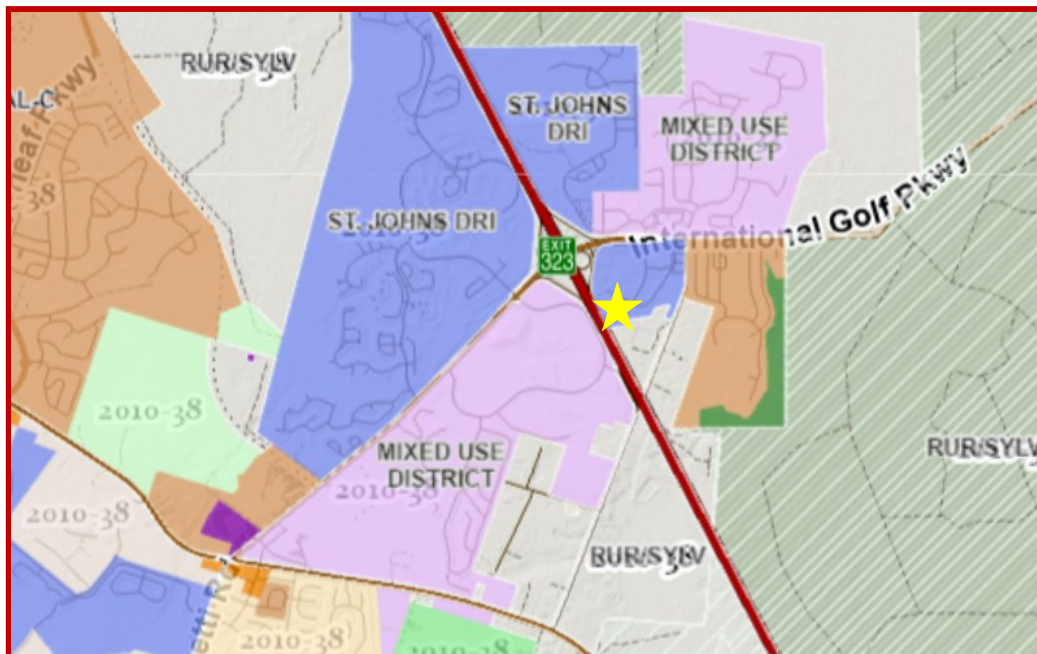 RUR/SYLV
ST. JOHNS
DRI
MIXED USE
DISTRICT
AL-C
Pkwy
38
ST. JOHNS DRI
EXIT
323
International Golf Pkwy
2010-38
MIXED USE
DISTRICT
2010-38
RUR/SYLV
2010-38
RUR/SYLV
2010-38
2010-38